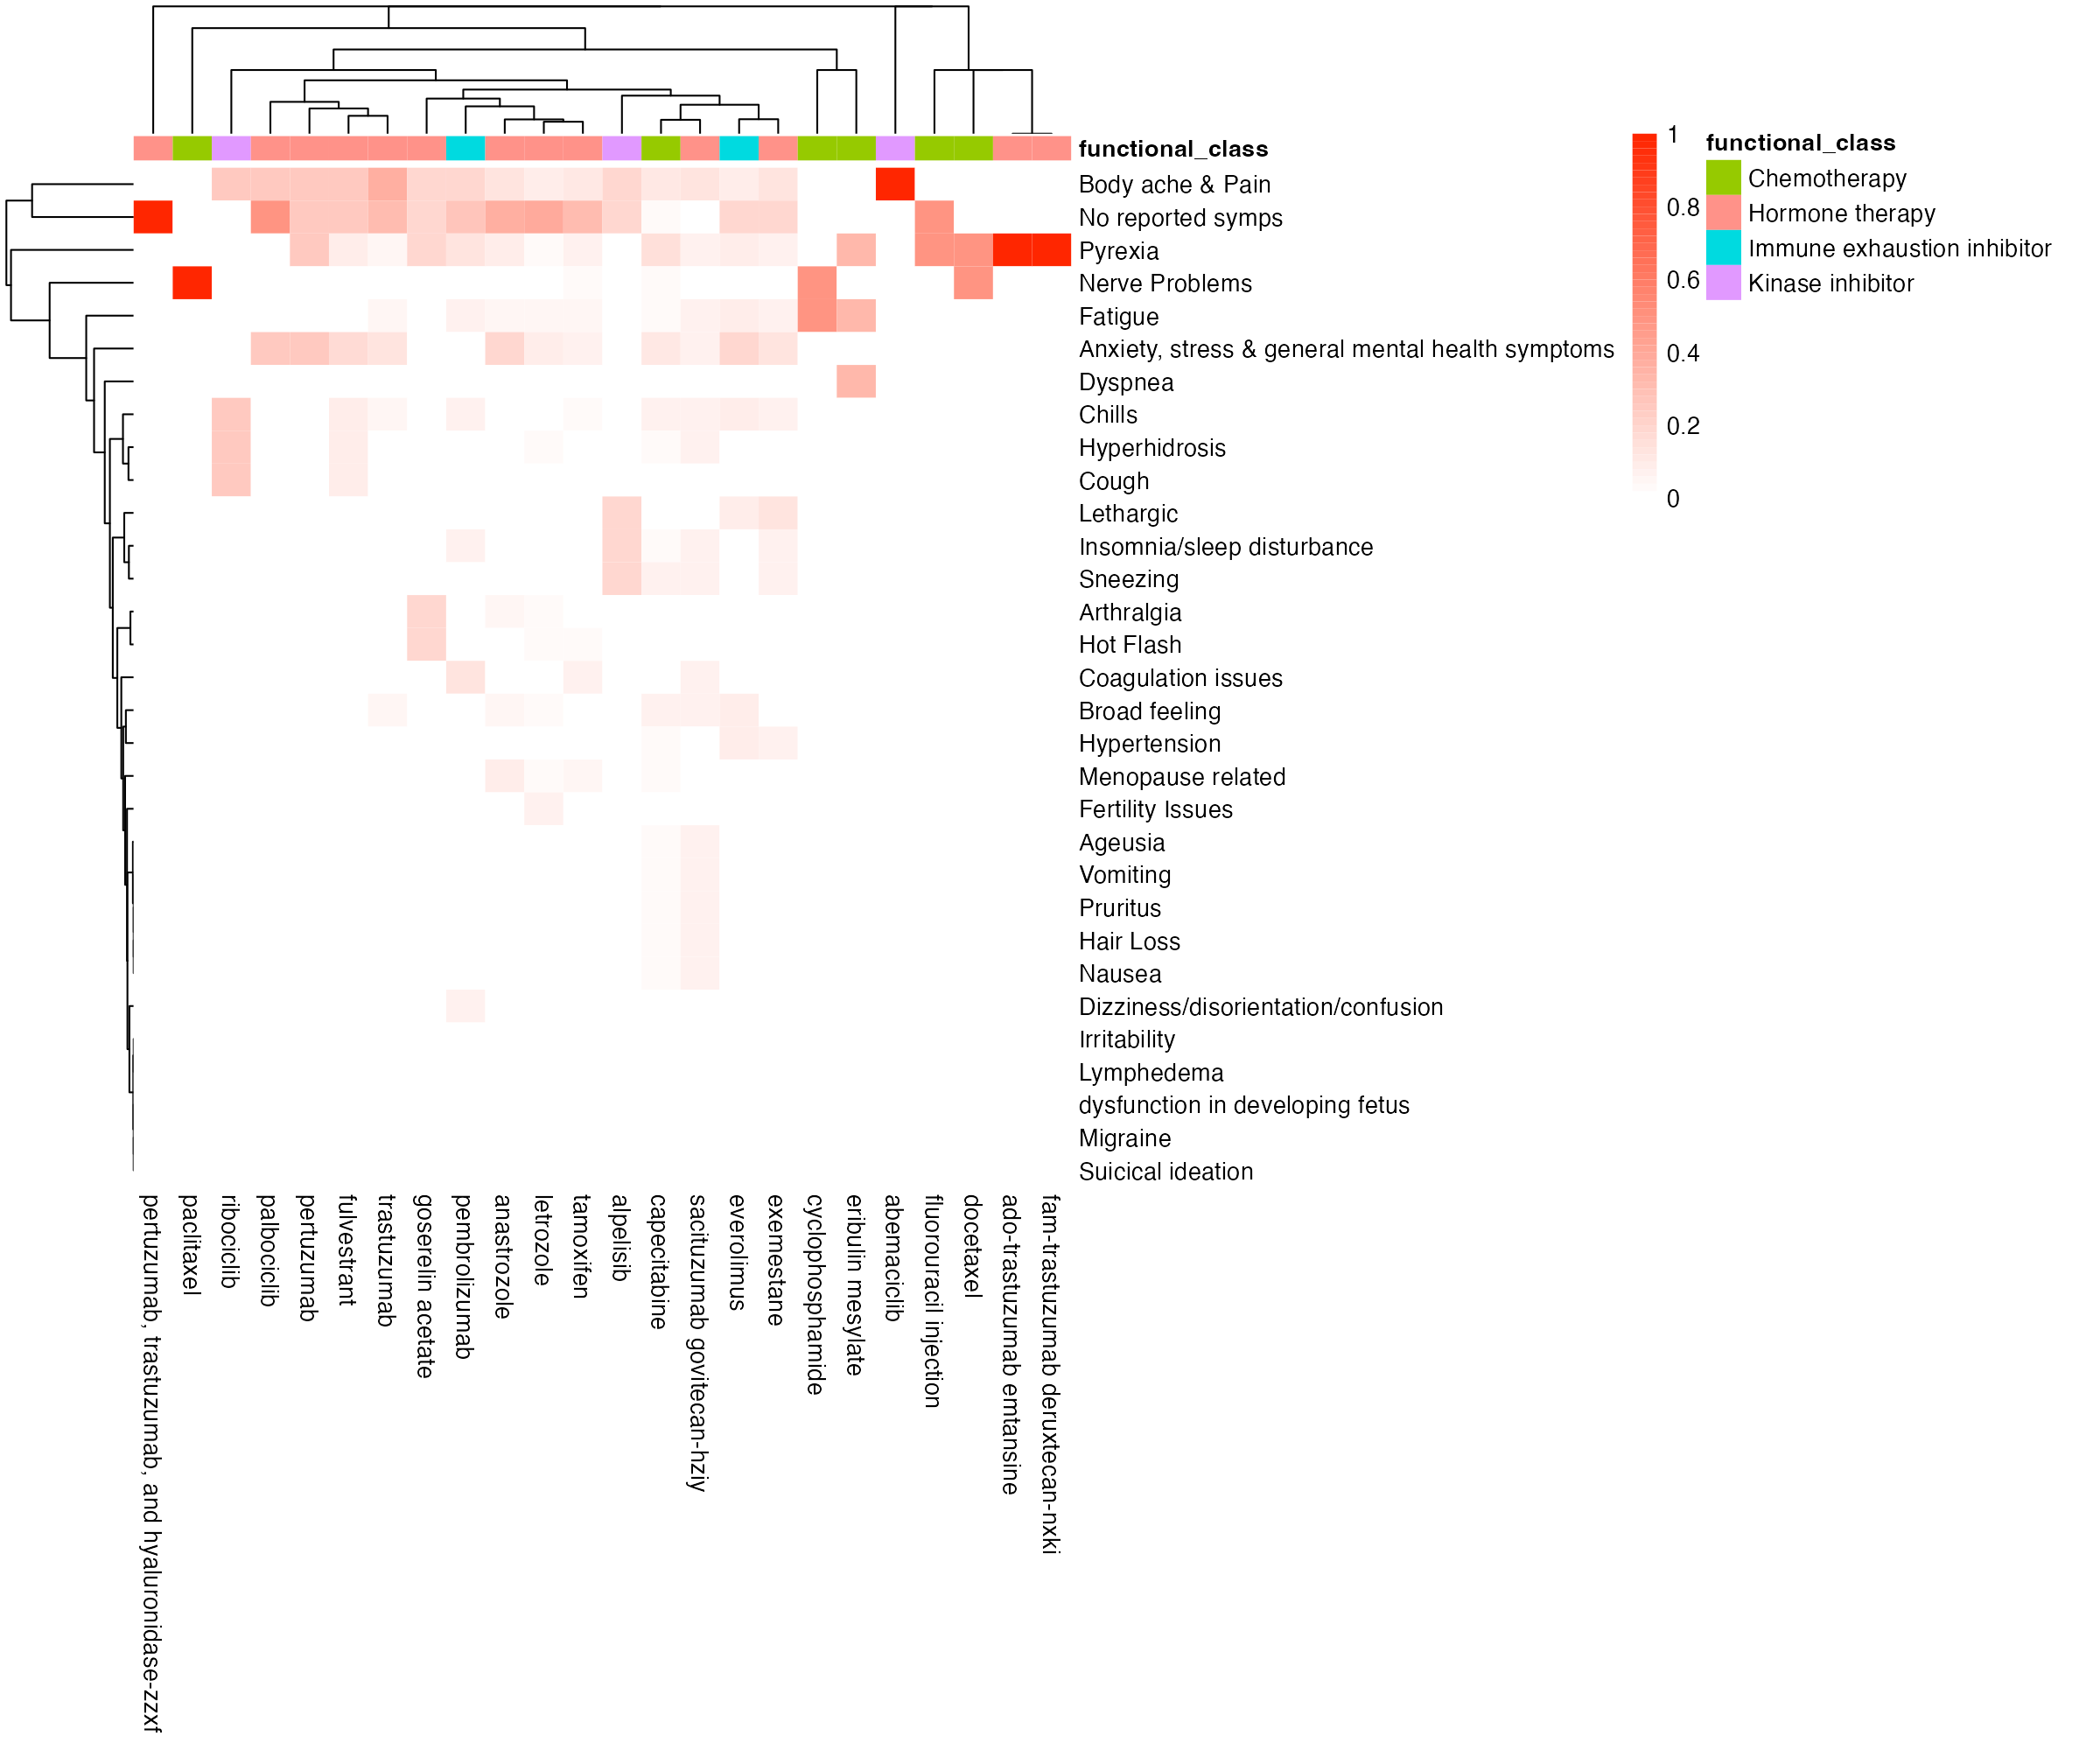 functional_class
Body ache & Pain
No reported symps
Pyrexia
Nerve Problems
Fatigue
Anxiety, stress & general mental health symptoms
Dyspnea
Chills
Hyperhidrosis
Cough
Lethargic
Insomnia/sleep disturbance
Sneezing
Arthralgia
Hot Flash
Coagulation issues
Broad feeling
Hypertension
Menopause related
Fertility Issues
Ageusia
Vomiting
Pruritus
Hair Loss
Nausea
Dizziness/disorientation/confusion
Irritability
Lymphedema
dysfunction in developing fetus
Migraine
Suicical ideation
pertuzumab, trastuzumab, and hyaluronidase-zzxf
paclitaxel
ribociclib
palbociclib
pertuzumab
fulvestrant
trastuzumab
goserelin acetate
pembrolizumab
anastrozole
letrozole
tamoxifen
alpelisib
capecitabine
sacituzumab govitecan-hziy
everolimus
exemestane
cyclophosphamide
eribulin mesylate
abemaciclib
fluorouracil injection
docetaxel
ado-trastuzumab emtansine
fam-trastuzumab deruxtecan-nxki
1
0.8
0.6
0.4
0.2
0
functional_class
Chemotherapy
Hormone therapy
Immune exhaustion inhibitor
Kinase inhibitor